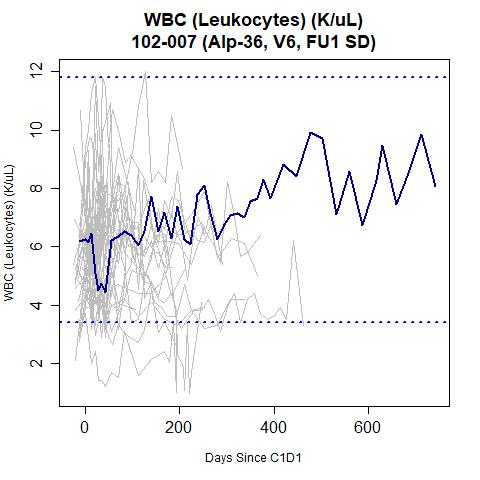 WBC (Leukocytes) (K/uL)
102-007 (Alp-36, V6, FU1 SD)
WBC (Leukocytes) (K/uL)
12
10
8
6
4
2
0 200 400 600
Days Since C1D1